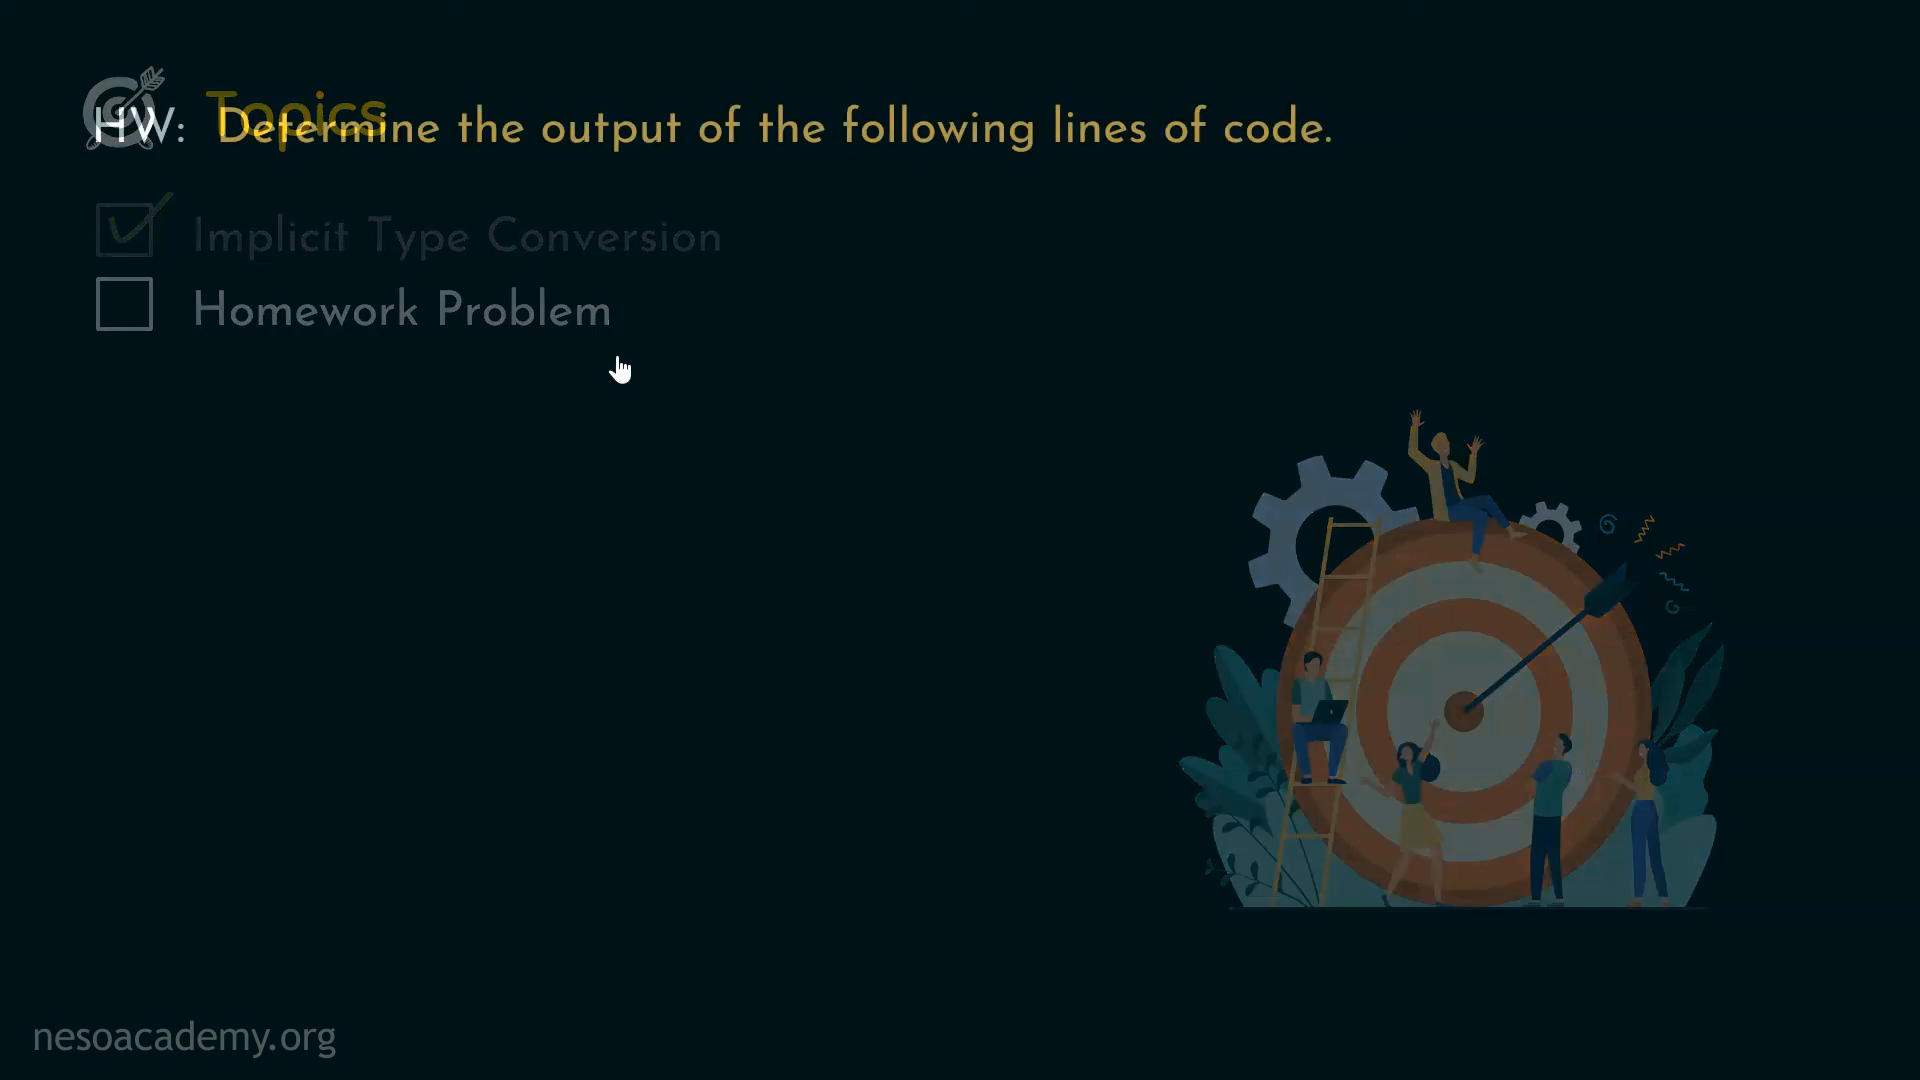 Topics
HW: Determine the output of the following lines of code.
Implicit Type Conversion
Homework Problem
nesoacademy.org